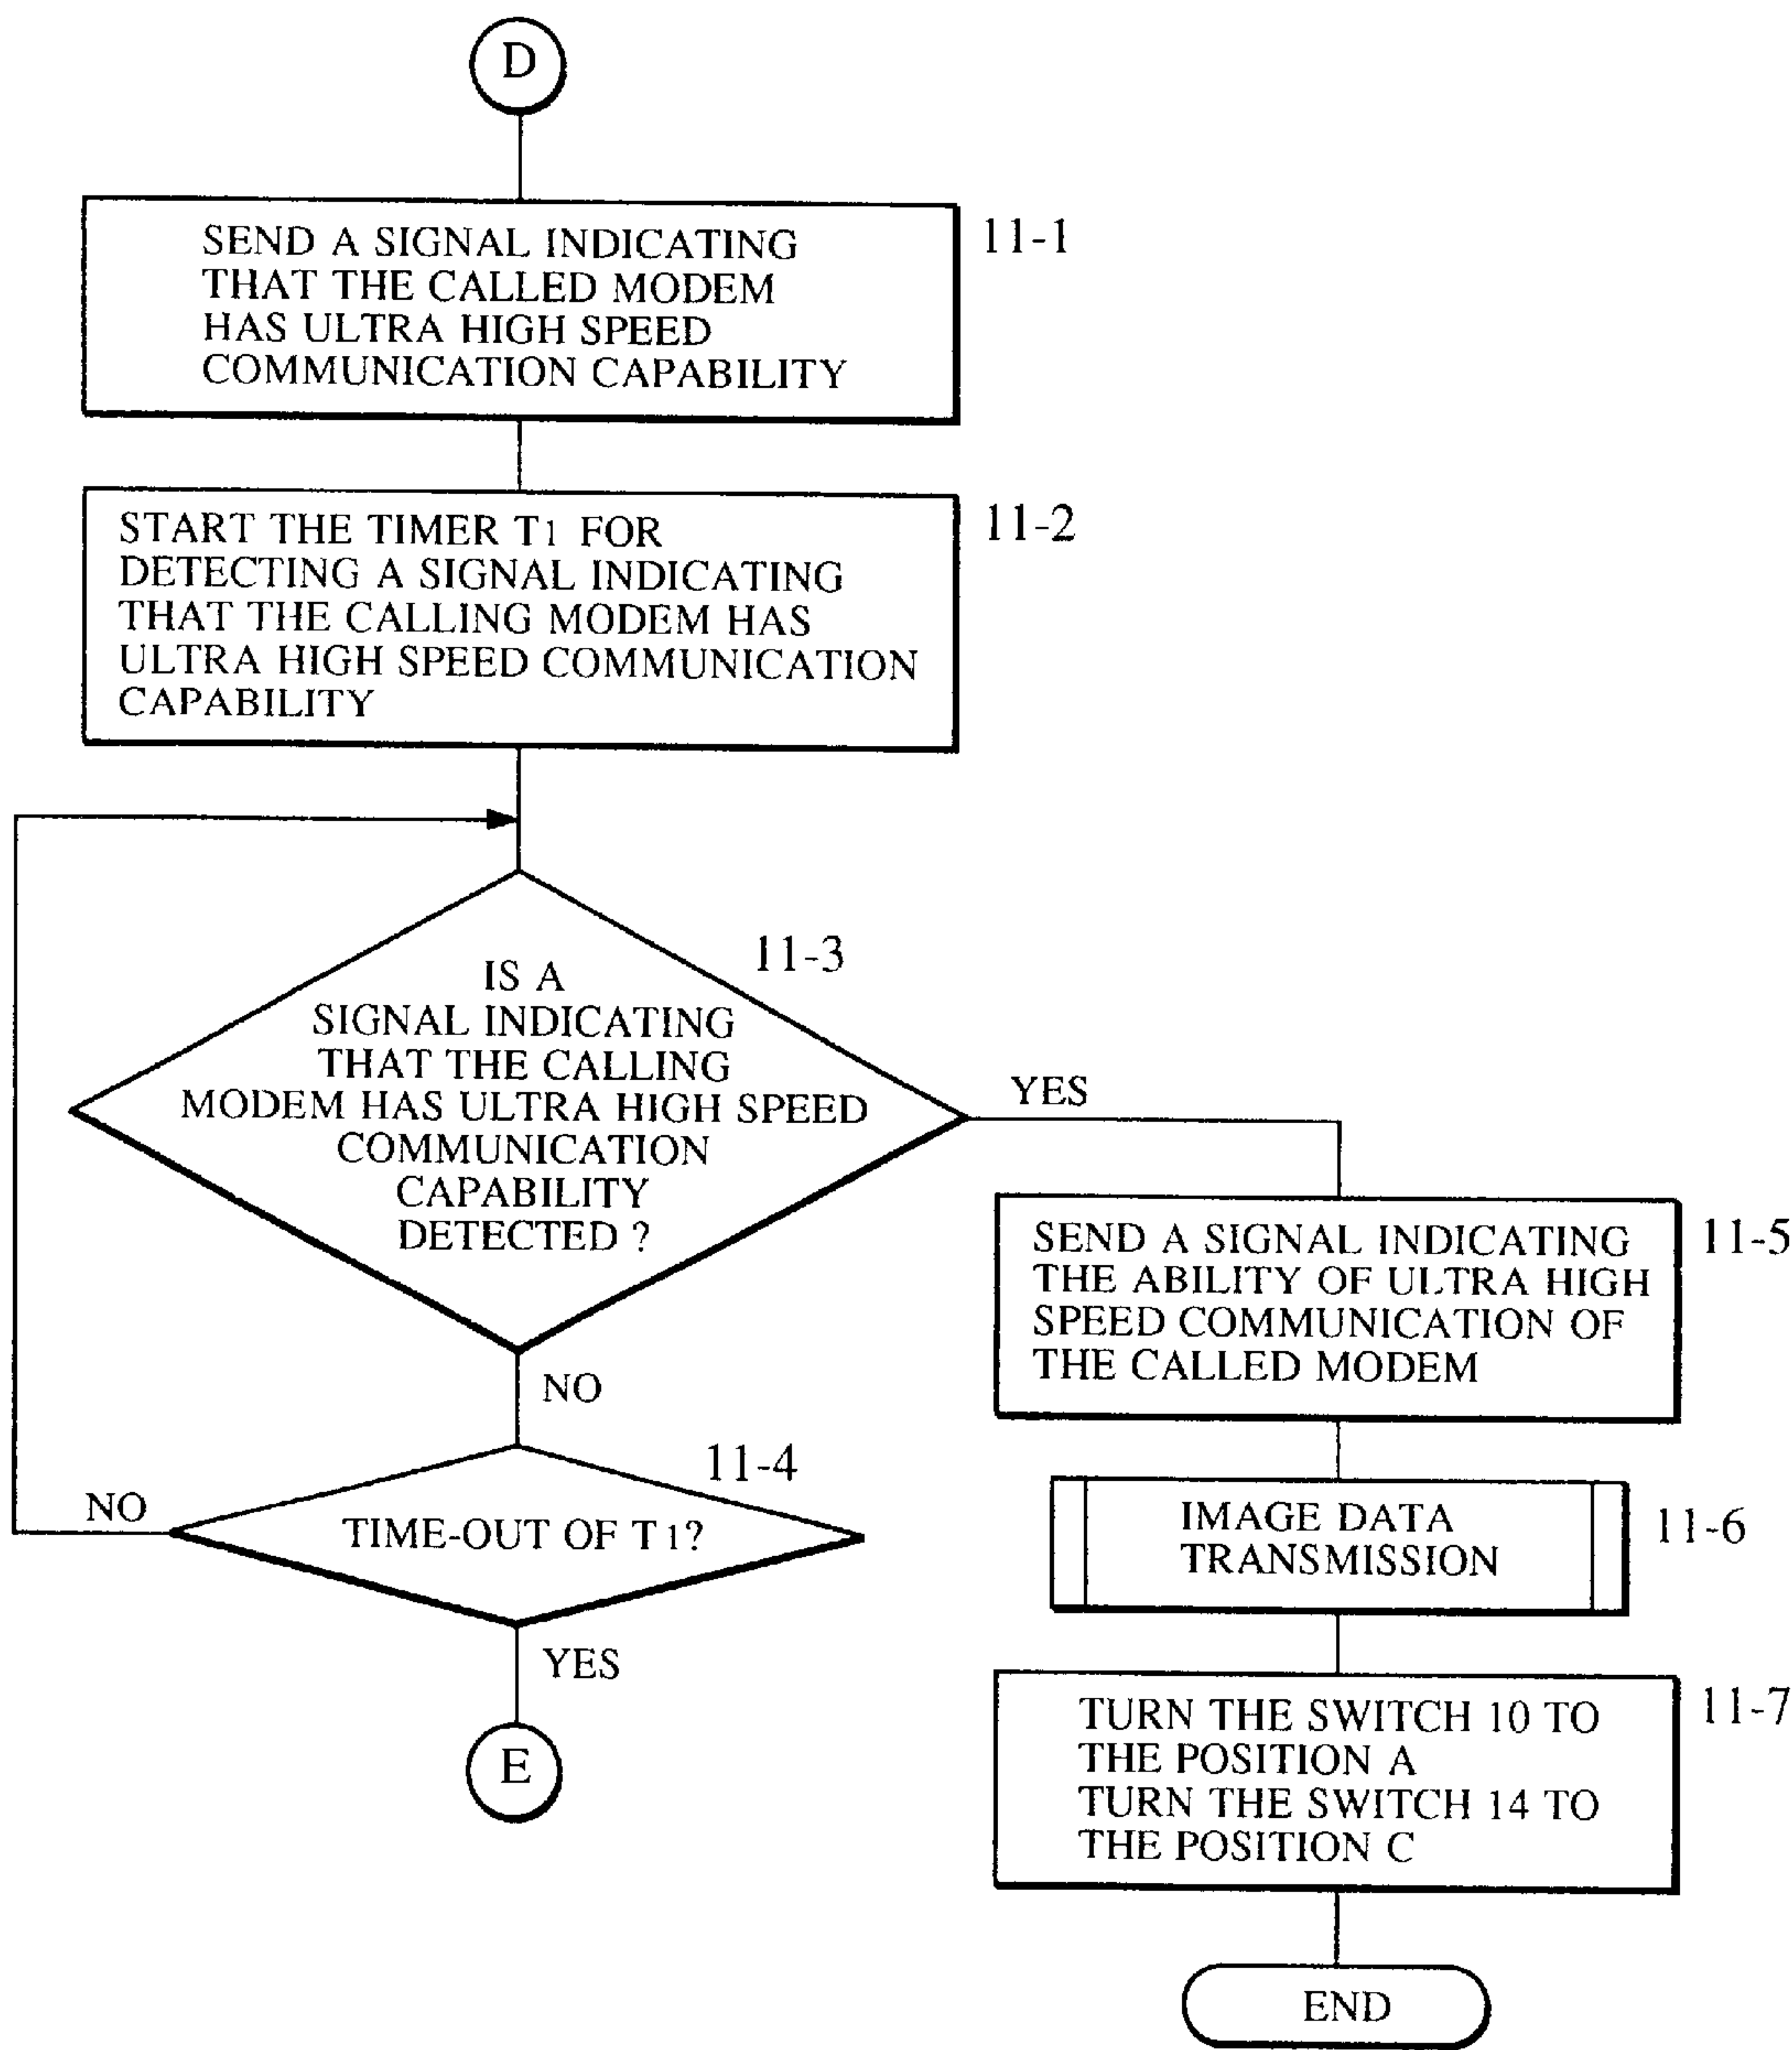 D
SEND A SIGNAL INDICATING
THAT THE CALLED MODEM
HAS ULTRA HIGH SPEED
COMMUNICATION CAPABILITY
11-1
START THE TIMER T1 FOR
DETECTING A SIGNAL INDICATING
THAT THE CALLING MODEM HAS
ULTRA HIGH SPEED COMMUNICATION
CAPABILITY
11-2
11-3
IS A
SIGNAL INDICATING
THAT THE CALLING
MODEM HAS ULTRA HIGH SPEED
COMMUNICATION
CAPABILITY
DETECTED ?
YES
NO
11-4
TIME-OUT OF T1?
NO
YES
E
SEND A SIGNAL INDICATING
THE ABILITY OF ULTRA HIGH
SPEED COMMUNICATION OF
THE CALLED MODEM
11-5
IMAGE DATA
TRANSMISSION
11-6
TURN THE SWITCH 10 TO
THE POSITION A
TURN THE SWITCH 14 TO
THE POSITION C
11-7
END